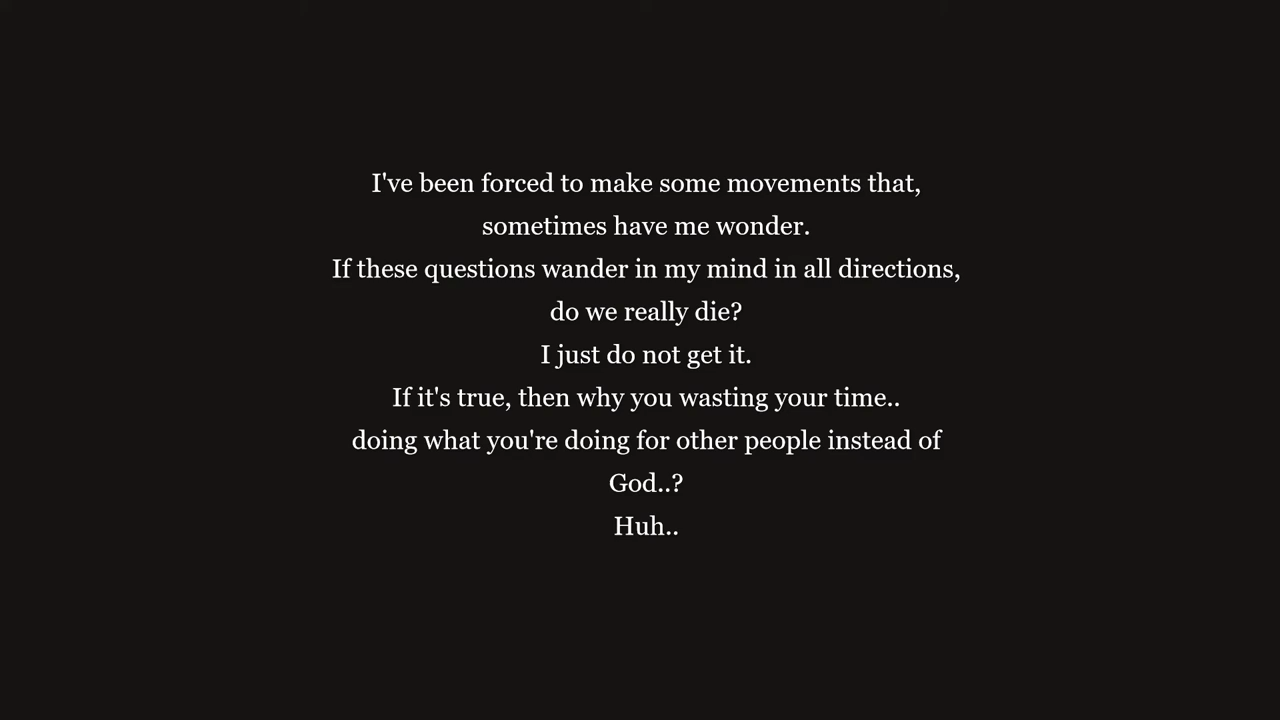 I've been forced to make some movements that,
sometimes have me wonder.
If these questions wander in my mind in all directions,
do we really die?
I just do not get it.
If it's true, then why you wasting your time..
doing what you're doing for other people instead of
God..?
Huh..